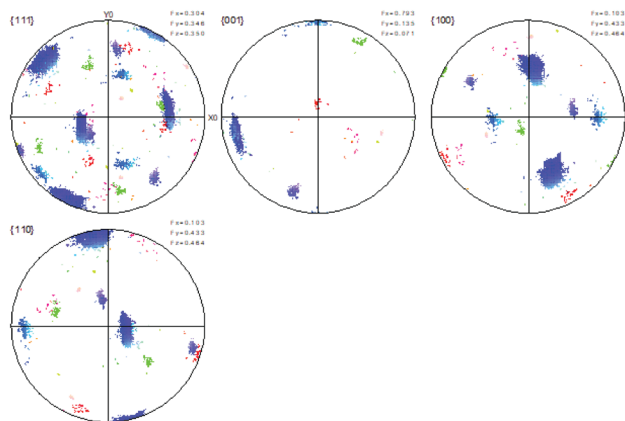 {111}
Y0
Fx=0.304
Fy=0.346
Fz=0.350
X0
{001}
Fx=0.793
Fy=0.135
Fz=0.071
{100}
Fx=0.103
Fy=0.433
Fz=0.464
{110}
Fx=0.103
Fy=0.433
Fz=0.464